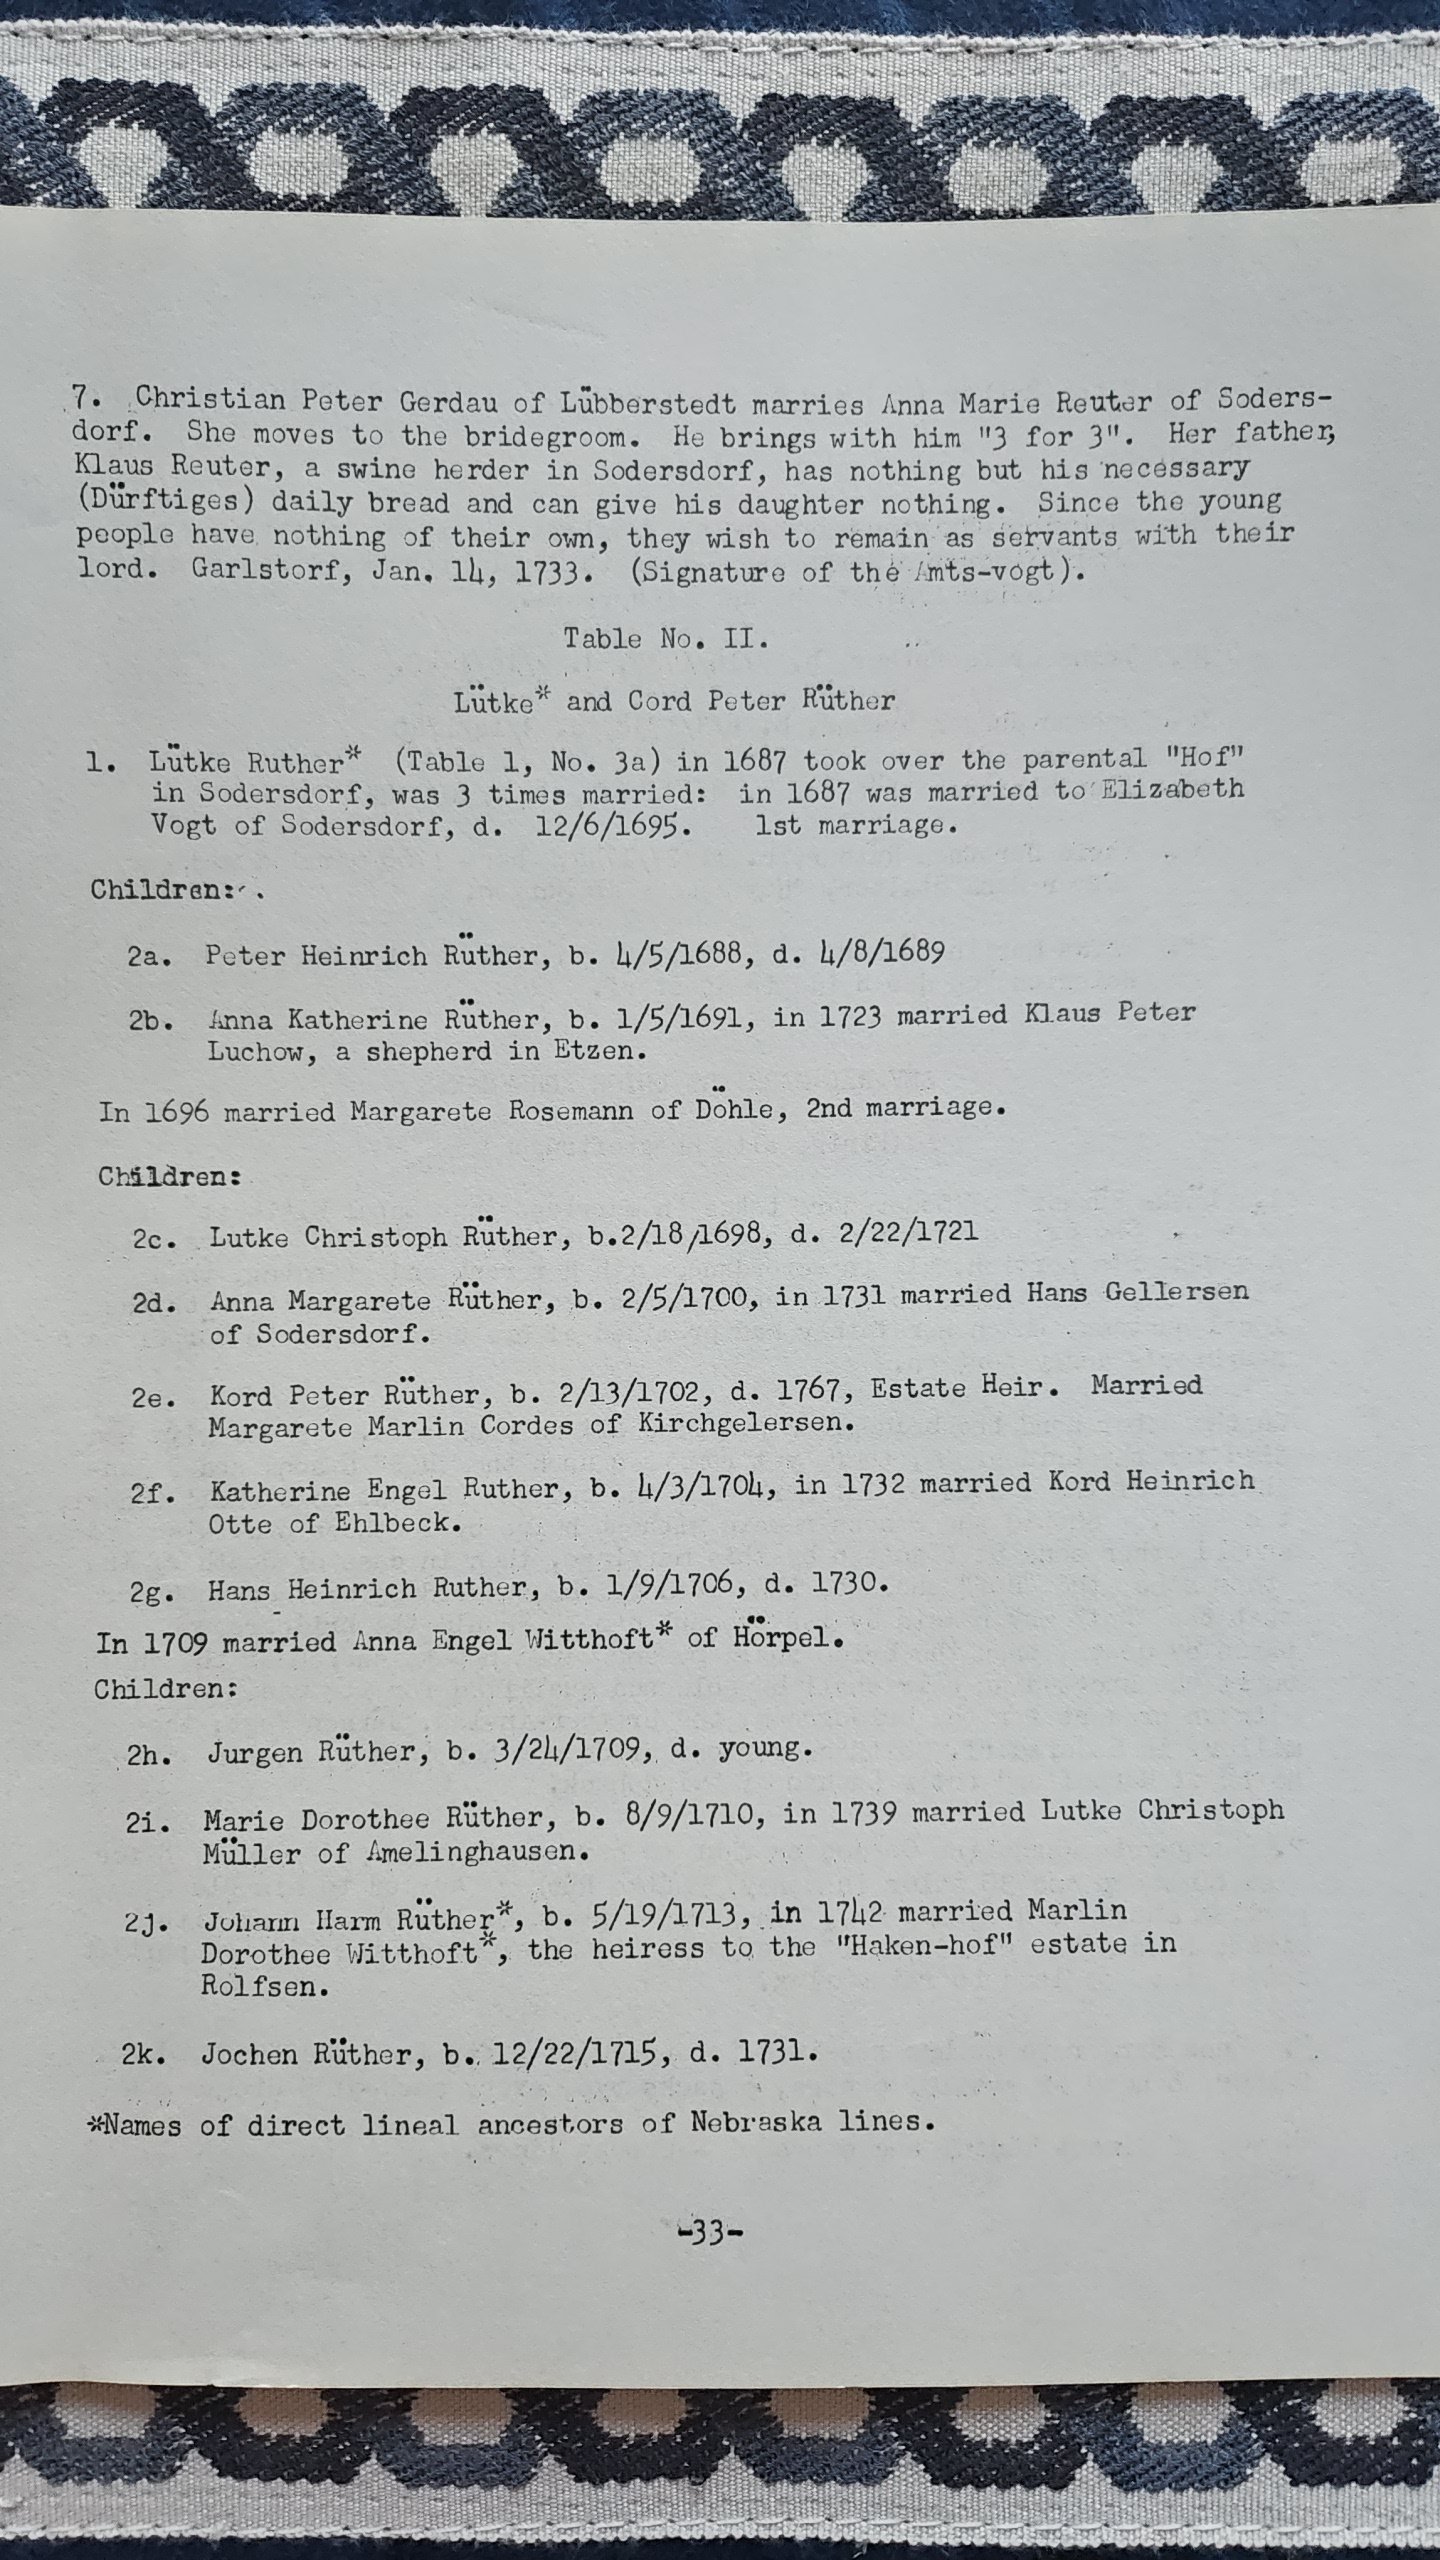 7. Christian Peter Gerdau of Lübberstedt marries Anna Marie Reuter of Soders-
dorf. She moves to the bridegroom. He brings with him "3 for 3". Her father,
Klaus Reuter, a swine herder in Sodersdorf, has nothing but his necessary
(Dürftiges) daily bread and can give his daughter nothing. Since the young
people have nothing of their own, they wish to remain as servants with their
lord. Garlstorf, Jan. 14, 1733. (Signature of the Amts-vogt).
Table No. II.
Lütke* and Cord Peter Rüther
1. Lütke Ruther* (Table 1, No. 3a) in 1687 took over the parental "Hof"
in Sodersdorf, was 3 times married: in 1687 was married to Elizabeth
Vogt of Sodersdorf, d. 12/6/1695. 1st marriage.
Children:
2a. Peter Heinrich Rüther, b. 4/5/1688, d. 4/8/1689
2b. Anna Katherine Rüther, b. 1/5/1691, in 1723 married Klaus Peter
Luchow, a shepherd in Etzen.
In 1696 married Margarete Rosemann of Döhle, 2nd marriage.
Children:
2c. Lutke Christoph Rüther, b.2/18/1698, d. 2/22/1721
2d. Anna Margarete Rüther, b. 2/5/1700, in 1731 married Hans Gellersen
of Sodersdorf.
2e. Kord Peter Rüther, b. 2/13/1702, d. 1767, Estate Heir. Married
Margarete Marlin Cordes of Kirchgelersen.
2f. Katherine Engel Ruther, b. 4/3/1704, in 1732 married Kord Heinrich
Otte of Ehlbeck.
2g. Hans Heinrich Ruther, b. 1/9/1706, d. 1730.
In 1709 married Anna Engel Witthoft* of Hörpel.
Children:
2h. Jurgen Rüther, b. 3/24/1709, d. young.
2i. Marie Dorothee Rüther, b. 8/9/1710, in 1739 married Lutke Christoph
Müller of Amelinghausen.
2j. Johann Harm Rüther*, b. 5/19/1713, in 1742 married Marlin
Dorothee Witthoft*, the heiress to the "Haken-hof" estate in
Rolfsen.
2k. Jochen Rüther, b. 12/22/1715, d. 1731.
*Names of direct lineal ancestors of Nebraska lines.
-33-